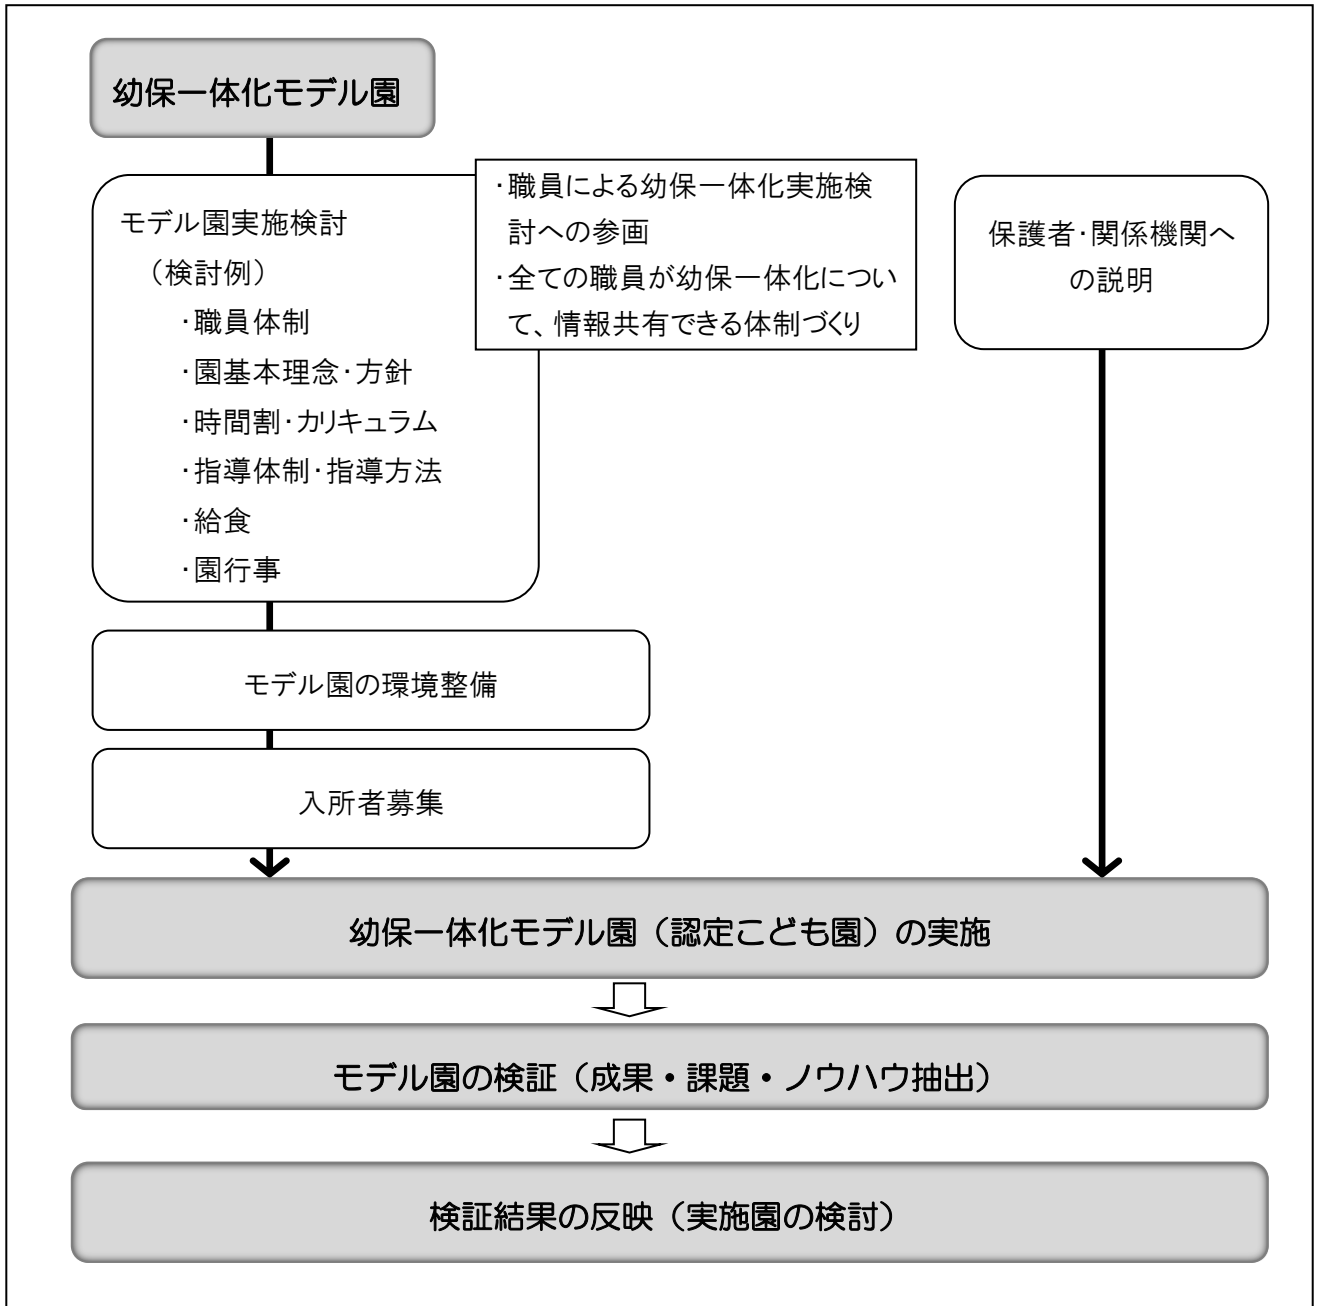 幼保一体化モデル園
モデル園実施検討
（検討例）
・職員体制
・園基本理念・方針
・時間割・カリキュラム
・指導体制・指導方法
・給食
・園行事
・職員による幼保一体化実施検
討への参画
・全ての職員が幼保一体化につい
て、情報共有できる体制づくり
保護者・関係機関へ
の説明
モデル園の環境整備
入所者募集
幼保一体化モデル園（認定こども園）の実施
モデル園の検証（成果・課題・ノウハウ抽出）
検証結果の反映（実施園の検討）